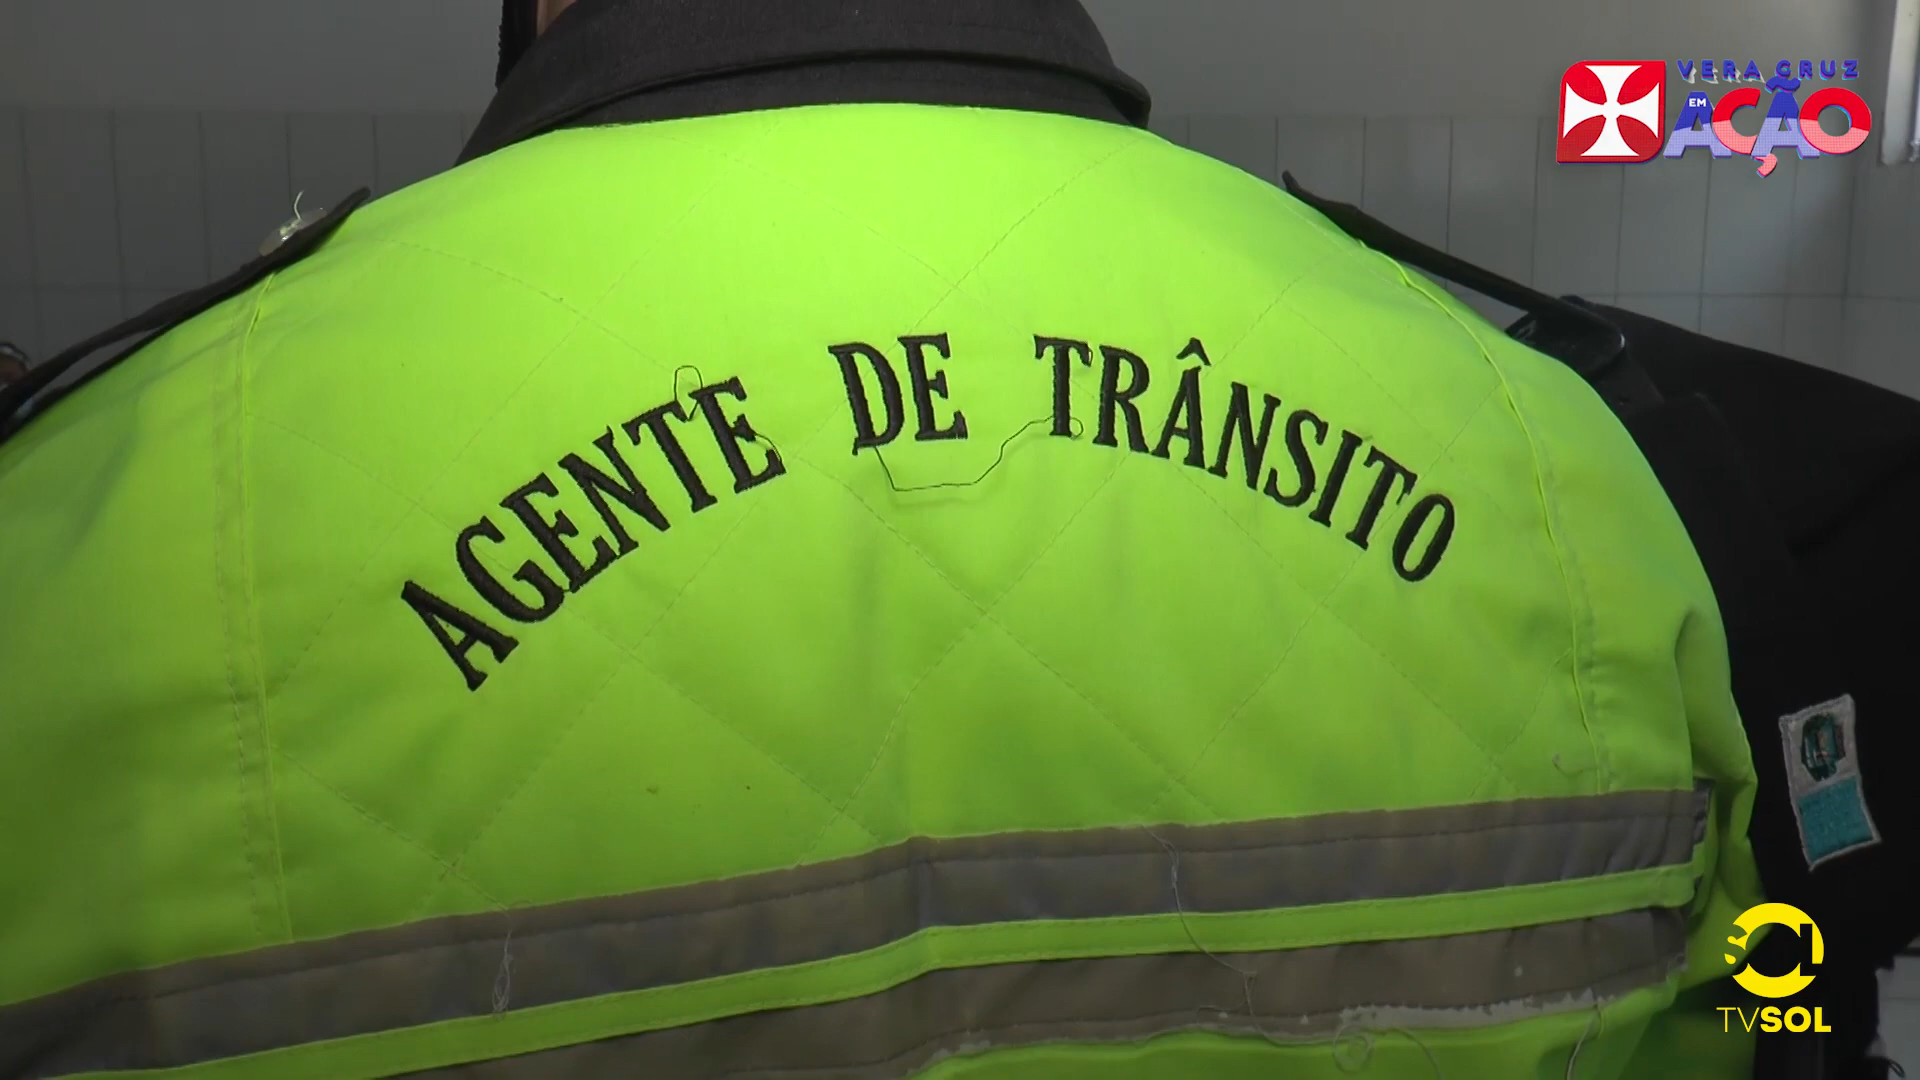 VERA CRUZ
EM
AÇÃO
AGENTE DE TRÂNSITO
TVSOL